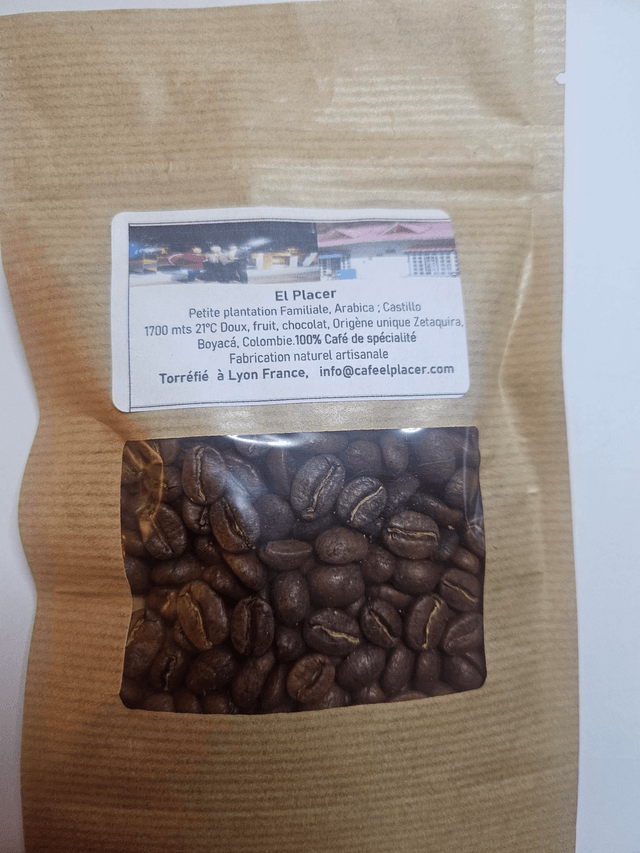 El Placer
Petite plantation Familiale, Arabica ; Castillo
1700 mts 21°C Doux, fruit, chocolat, Origène unique Zetaquira,
Boyacá, Colombie.100% Café de spécialité
Fabrication naturel artisanale
Torréfié à Lyon France, info@cafeelplacer.com